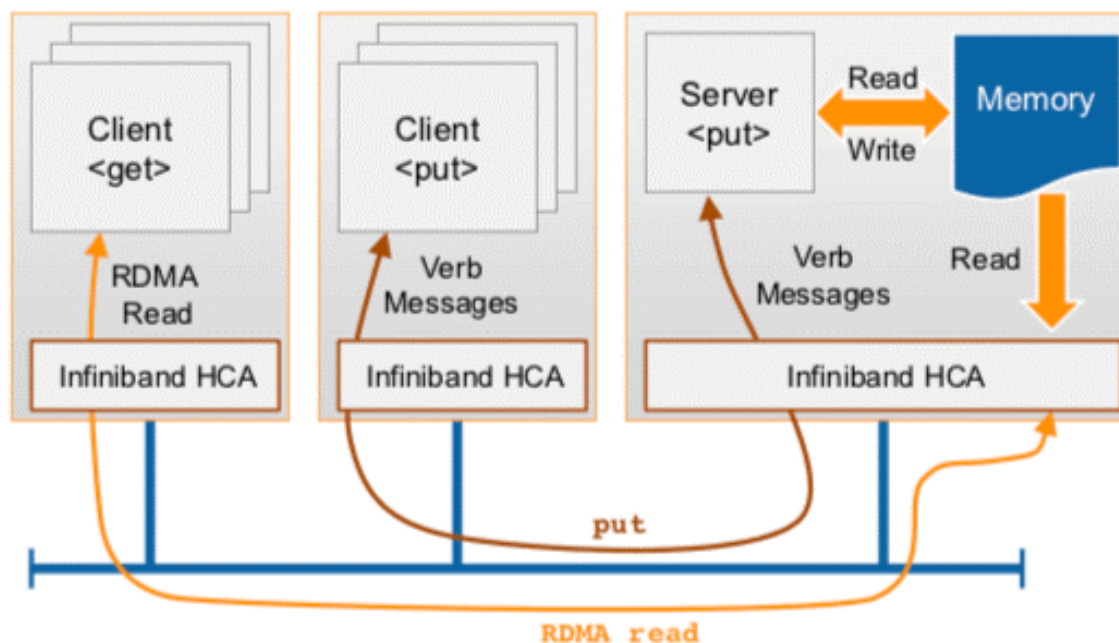 Client
<get>
RDMA
Read
Infiniband HCA
Client
<put>
Verb
Messages
Infiniband HCA
Server
<put>
Read
Write
Memory
Verb
Messages
Read
Infiniband HCA
put
RDMA read